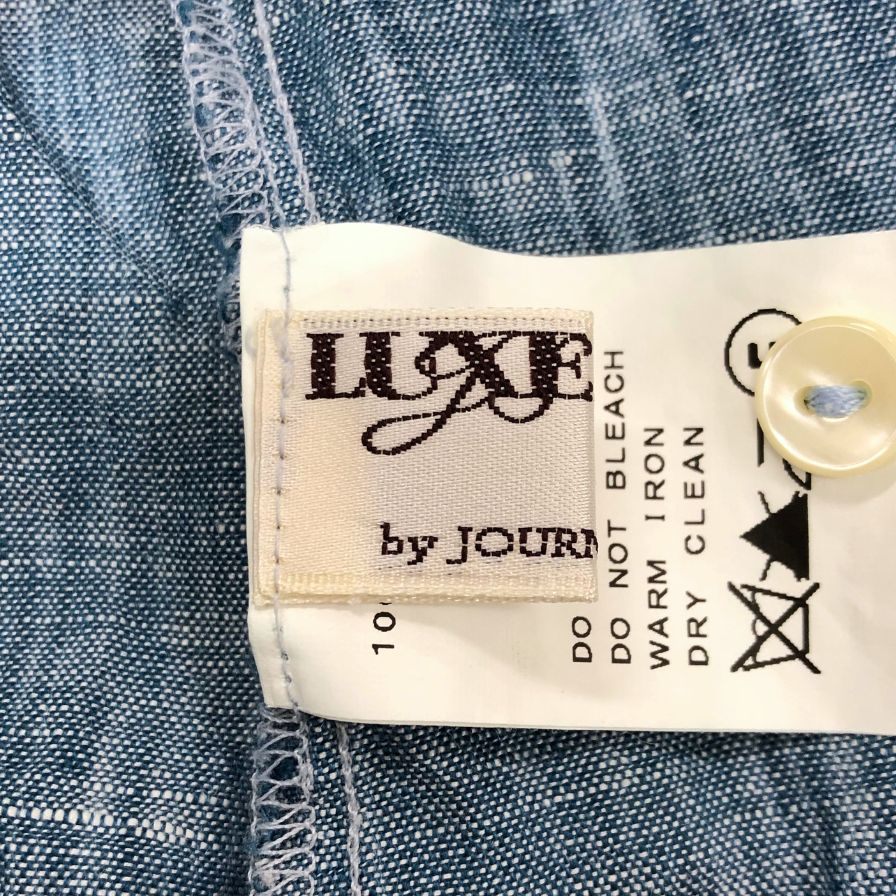 LUXE
by JOURN
DO
DO NOT BLEACH
WARM IRON
DRY CLEAN